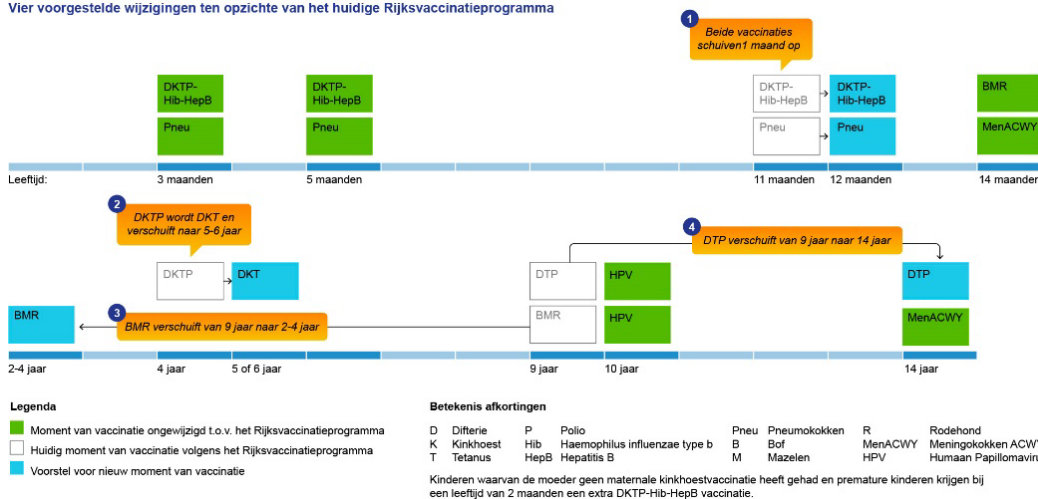 Vier voorgestelde wijzigingen ten opzichte van het huidige Rijksvaccinatieprogramma
1
Beide vaccinaties
schuiven1 maand op
DKTP-
Hib-HepB
DKTP-
Hib-HepB
DKTP-
Hib-HepB
DKTP-
Hib-HepB
BMR
Pneu
Pneu
Pneu
Pneu
MenACWY
Leeftijd:
3 maanden
5 maanden
11 maanden
12 maanden
14 maanden
2
DKTP wordt DKT en
verschuift naar 5-6 jaar
4
DTP verschuift van 9 jaar naar 14 jaar
DKTP
DKT
DTP
HPV
DTP
BMR
3
BMR verschuift van 9 jaar naar 2-4 jaar
BMR
HPV
MenACWY
2-4 jaar
4 jaar
5 of 6 jaar
9 jaar
10 jaar
14 jaar
Legenda
Moment van vaccinatie ongewijzigd t.o.v. het Rijksvaccinatieprogramma
Huidig moment van vaccinatie volgens het Rijksvaccinatieprogramma
Voorstel voor nieuw moment van vaccinatie
Betekenis afkortingen
D Difterie P Polio Pneu Pneumokokken R Rodehond
K Kinkhoest Hib Haemophilus influenzae type b B Bof MenACWY Meningokokken ACW
T Tetanus HepB Hepatitis B M Mazelen HPV Humaan Papillomaviru
Kinderen waarvan de moeder geen maternale kinkhoestvaccinatie heeft gehad en premature kinderen krijgen bij
een leeftijd van 2 maanden een extra DKTP-Hib-HepB vaccinatie.